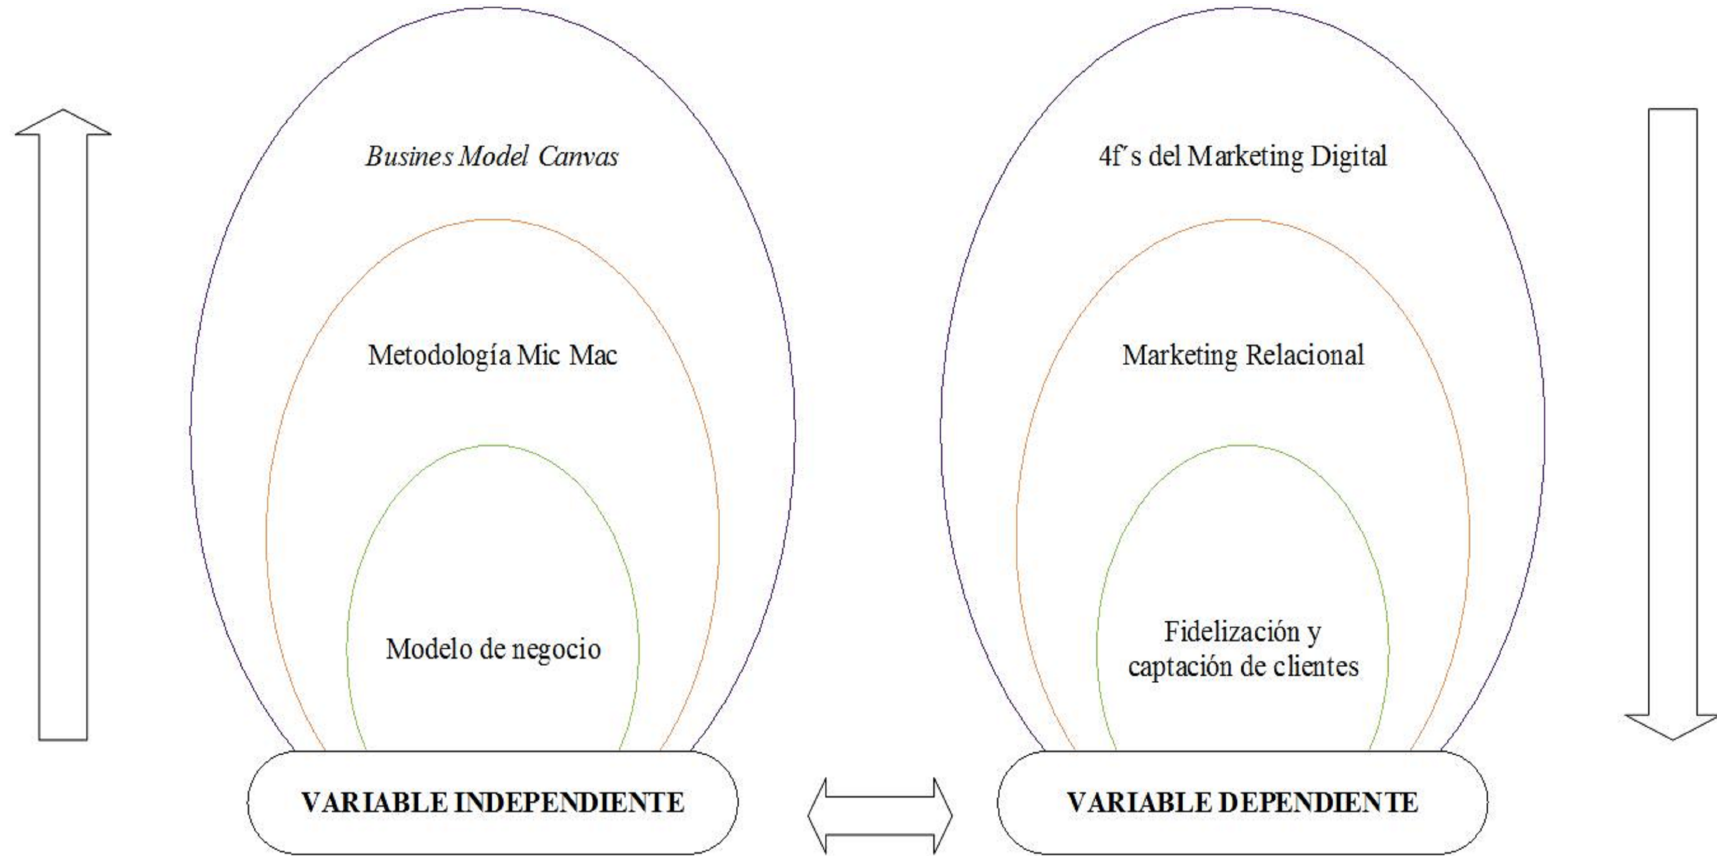 Busines Model Canvas
Metodología Mic Mac
Modelo de negocio
VARIABLE INDEPENDIENTE
4f´s del Marketing Digital
Marketing Relacional
Fidelización y
captación de clientes
VARIABLE DEPENDIENTE